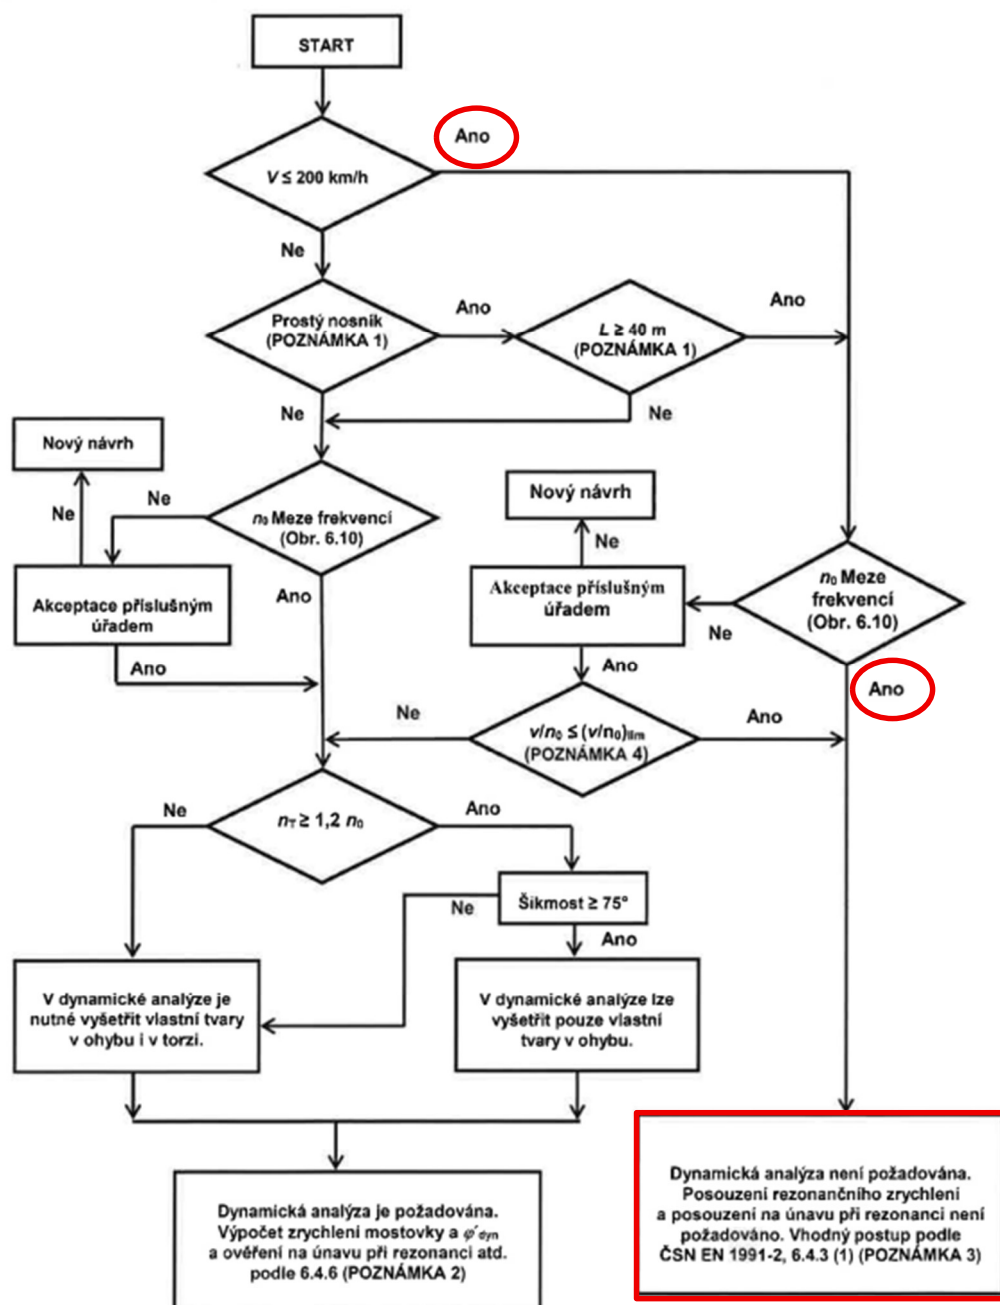 START
Ano
V ≤ 200 km/h
Ne
Prostý nosník
(POZNÁMKA 1)
Ano
L ≥ 40 m
(POZNÁMKA 1)
Ano
Ne
Ne
Nový návrh
Ne
Ne
n₀ Meze frekvencí
(Obr. 6.10)
Akceptace příslušným
úřadem
Ano
Ano
Nový návrh
Ne
Akceptace příslušným
úřadem
Ne
n₀ Meze
frekvencí
(Obr. 6.10)
Ano
Ano
Ne
v/n₀ ≤ (v/n₀)lim
(POZNÁMKA 4)
Ano
Ne
nT ≥ 1,2 n₀
Ano
Ne
Šikmost ≥ 75°
Ano
V dynamické analýze je
nutné vyšetřit vlastní tvary
v ohybu i v torzi.
V dynamické analýze lze
vyšetřit pouze vlastní
tvary v ohybu.
Dynamická analýza je požadována.
Výpočet zrychlení mostovky a φ´dyn
a ověření na únavu při rezonanci atd.
podle 6.4.6 (POZNÁMKA 2)
Dynamická analýza není požadována.
Posouzení rezonančního zrychlení
a posouzení na únavu při rezonanci není
požadováno. Vhodný postup podle
ČSN EN 1991-2, 6.4.3 (1) (POZNÁMKA 3)